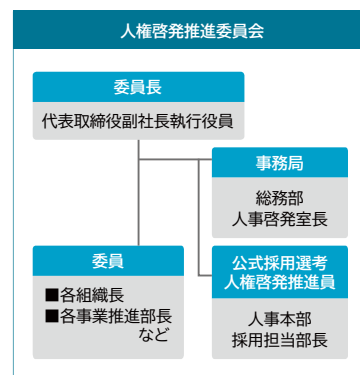 人権啓発推進委員会
委員長
代表取締役副社長執行役員
事務局
総務部
人事啓発室長
委員
■各組織長
■各事業推進部長
など
公式採用選考
人権啓発推進員
人事本部
採用担当部長